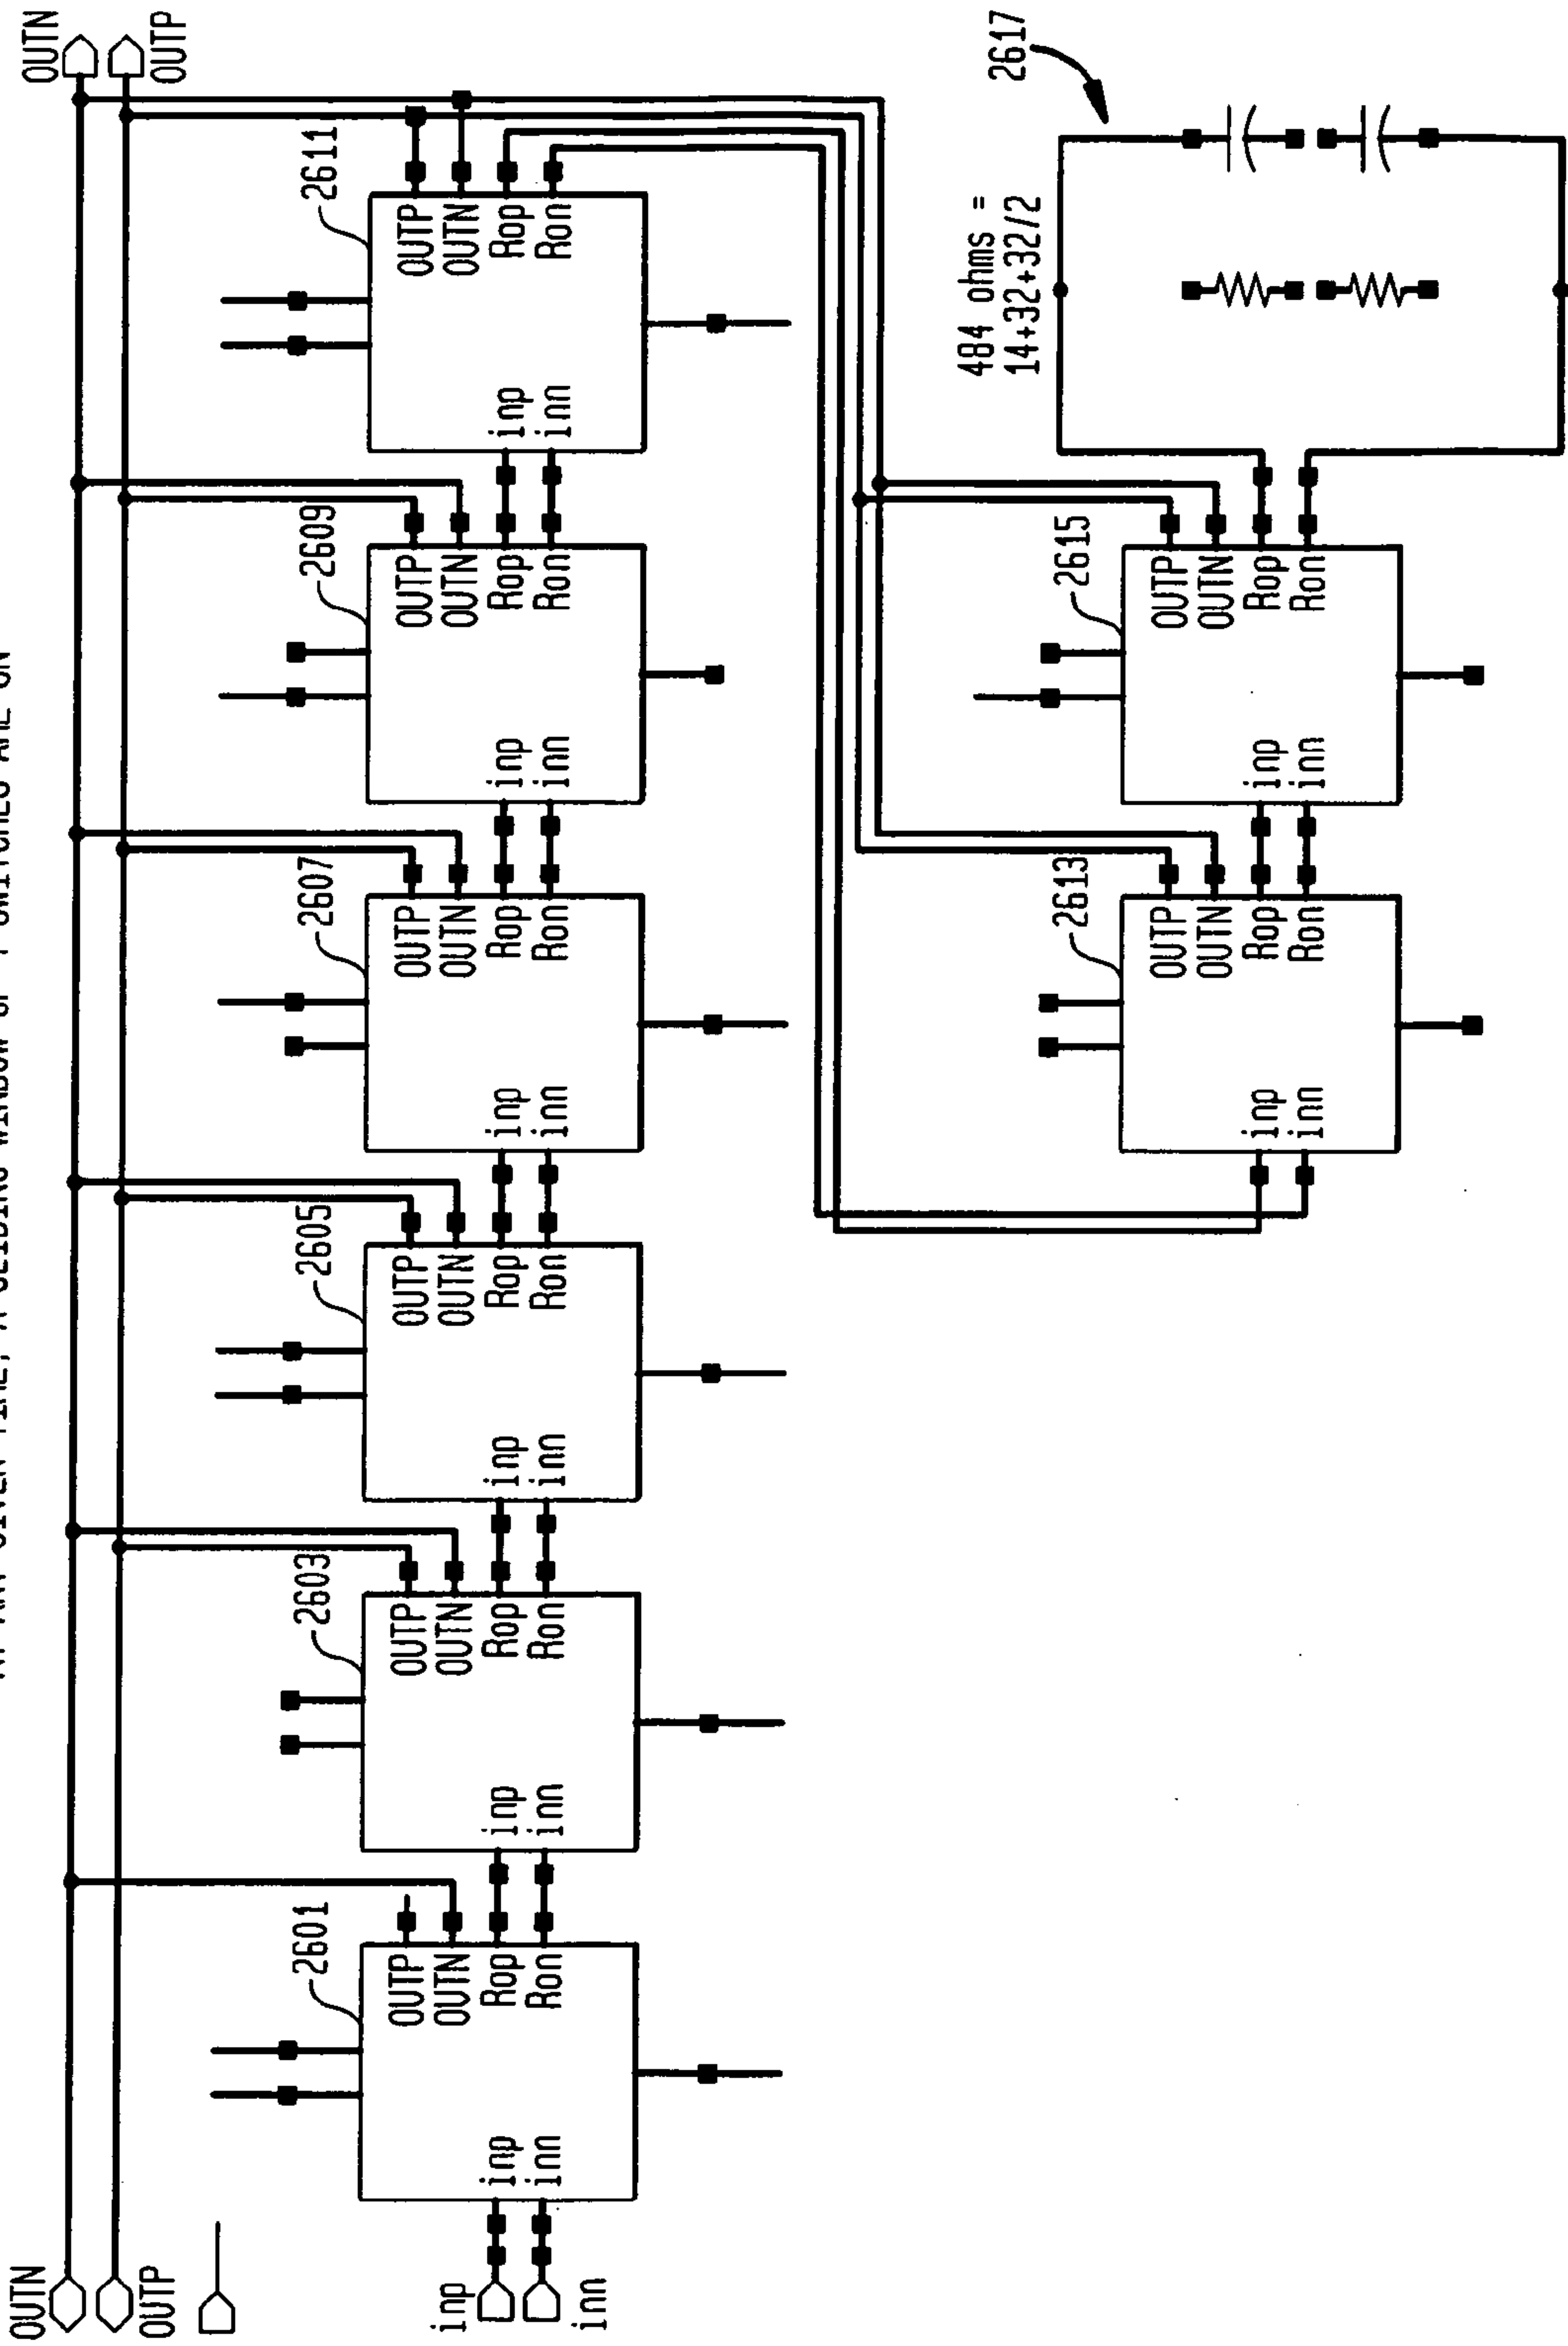 AT ANY GIVEN TIME, A SLIDING WINDOW OF SWITCHES ARE ON
OUTN
OUTP
OUTN
OUTP
inp
inn
2601
OUTP
OUTN
inp Rop
inn Ron
2603
OUTP
OUTN
inp Rop
inn Ron
2605
OUTP
OUTN
inp Rop
inn Ron
2607
OUTP
OUTN
inp Rop
inn Ron
2609
OUTP
OUTN
inp Rop
inn Ron
2611
OUTP
OUTN
inp Rop
inn Ron
2613
OUTP
OUTN
inp Rop
inn Ron
2615
OUTP
OUTN
inp Rop
inn Ron
484 ohms =
14+32+32/2
2617